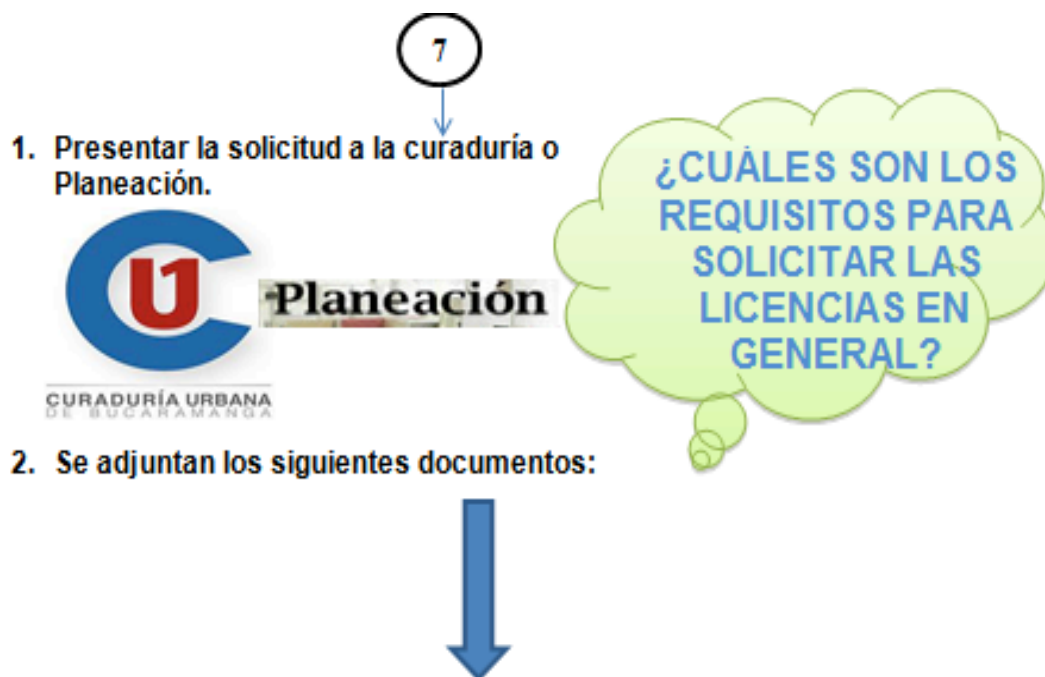 7
1. Presentar la solicitud a la curaduría o
Planeación.
¿CUÁLES SON LOS
REQUISITOS PARA
SOLICITAR LAS
LICENCIAS EN
GENERAL?
CU1
Planeación
CURADURÍA URBANA
DE BUCARAMANGA
2. Se adjuntan los siguientes documentos: